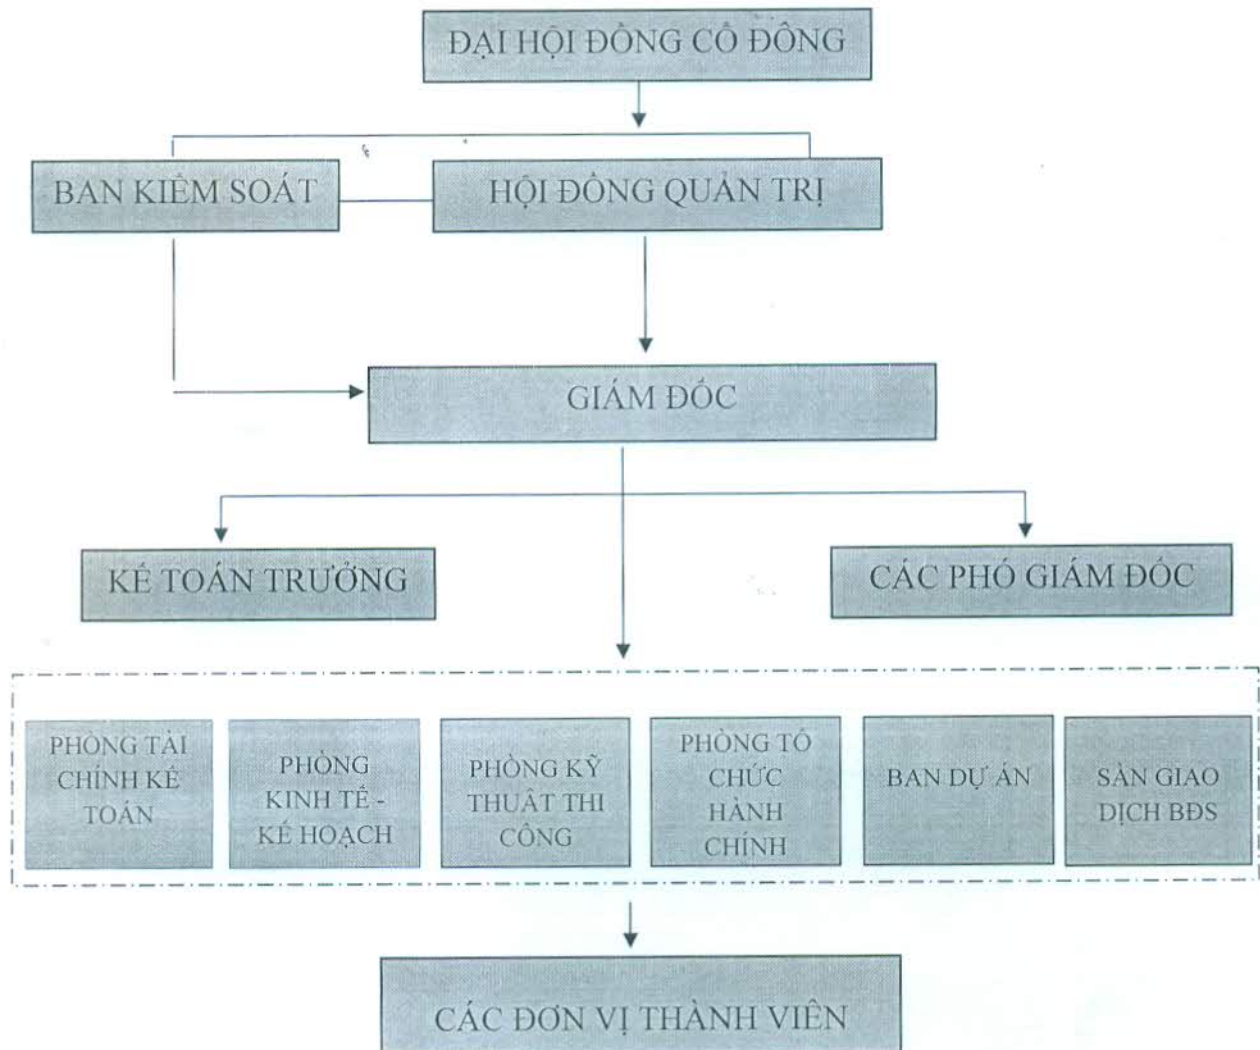 ĐẠI HỘI ĐỒNG CỔ ĐÔNG
BAN KIỂM SOÁT
HỘI ĐỒNG QUẢN TRỊ
GIÁM ĐỐC
KẾ TOÁN TRƯỞNG
CÁC PHÓ GIÁM ĐỐC
PHÒNG TÀI
CHÍNH KẾ
TOÁN
PHÒNG
KINH TẾ -
KẾ HOẠCH
PHÒNG KỸ
THUẬT THI
CÔNG
PHÒNG TỔ
CHỨC
HÀNH
CHÍNH
BAN DỰ ÁN
SÀN GIAO
DỊCH BĐS
CÁC ĐƠN VỊ THÀNH VIÊN